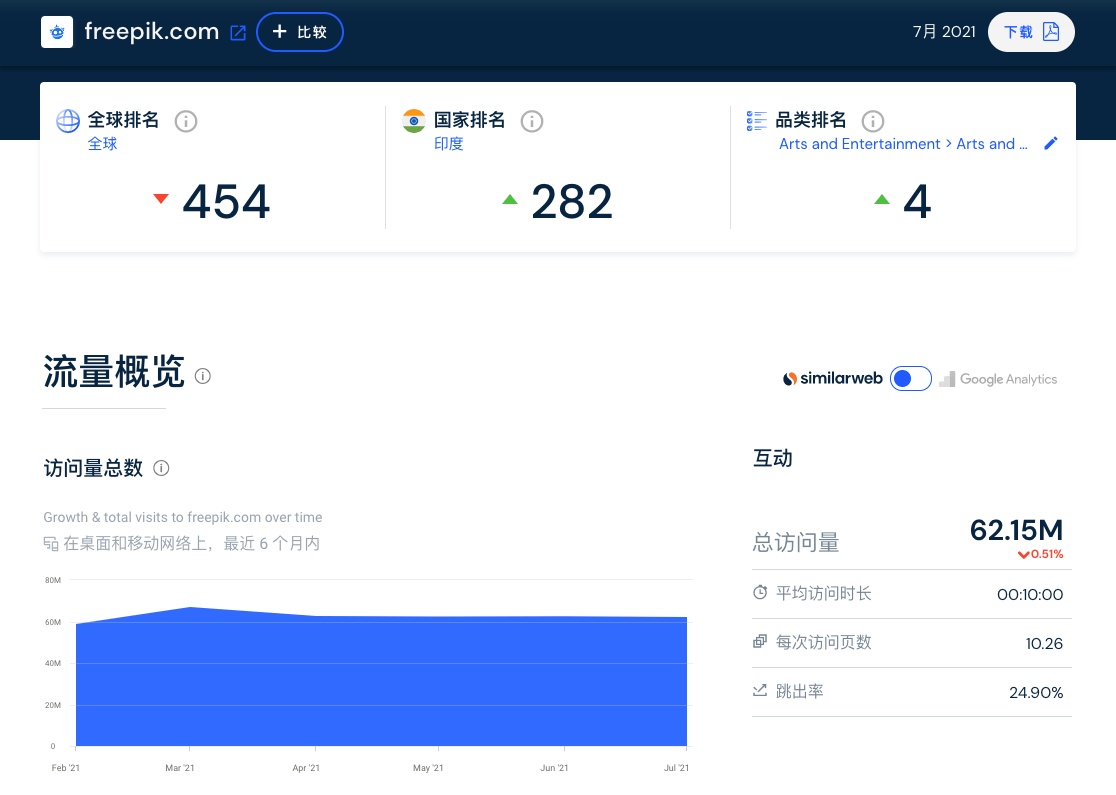 freepik.com
+ 比较
7月 2021
下载
全球排名
全球
454
国家排名
印度
282
品类排名
Arts and Entertainment > Arts and ...
4
流量概览
similarweb
Google Analytics
访问量总数
Growth & total visits to freepik.com over time
在桌面和移动网络上，最近 6 个月内
80M
60M
40M
20M
0
Feb '21
Mar '21
Apr '21
May '21
Jun '21
Jul '21
互动
总访问量
62.15M
0.51%
平均访问时长
00:10:00
每次访问页数
10.26
跳出率
24.90%